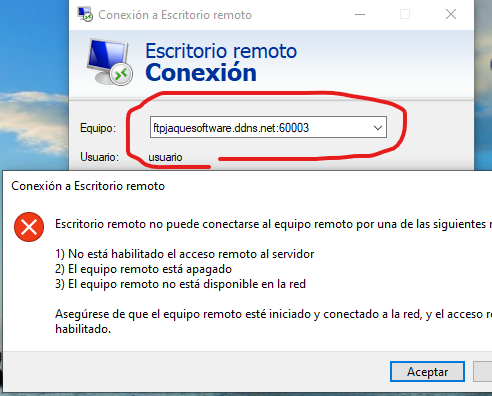 Conexión a Escritorio remoto
Escritorio remoto
Conexión
Equipo: ftpjaquesoftware.ddns.net:60003
Usuario: usuario
Conexión a Escritorio remoto
Escritorio remoto no puede conectarse al equipo remoto por una de las siguientes
1) No está habilitado el acceso remoto al servidor
2) El equipo remoto está apagado
3) El equipo remoto no está disponible en la red
Asegúrese de que el equipo remoto esté iniciado y conectado a la red, y el acceso
habilitado.
Aceptar